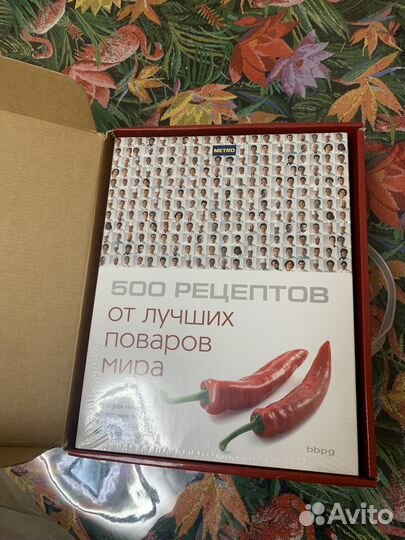 METRO
500 РЕЦЕПТОВ
от лучших
поваров
мира
bbpg
Avito